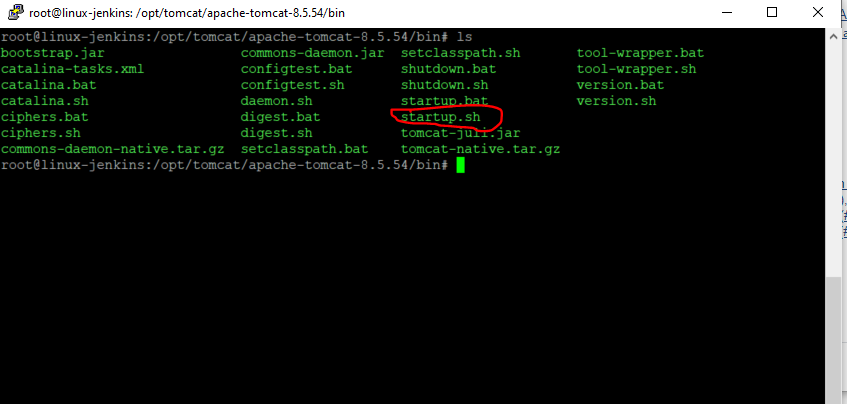 root@linux-jenkins: /opt/tomcat/apache-tomcat-8.5.54/bin
root@linux-jenkins:/opt/tomcat/apache-tomcat-8.5.54/bin# ls
bootstrap.jar commons-daemon.jar setclasspath.sh tool-wrapper.bat
catalina-tasks.xml configtest.bat shutdown.bat tool-wrapper.sh
catalina.bat configtest.sh shutdown.sh version.bat
catalina.sh daemon.sh startup.bat version.sh
ciphers.bat digest.bat startup.sh
ciphers.sh digest.sh tomcat-juli.jar
commons-daemon-native.tar.gz setclasspath.bat tomcat-native.tar.gz
root@linux-jenkins:/opt/tomcat/apache-tomcat-8.5.54/bin#